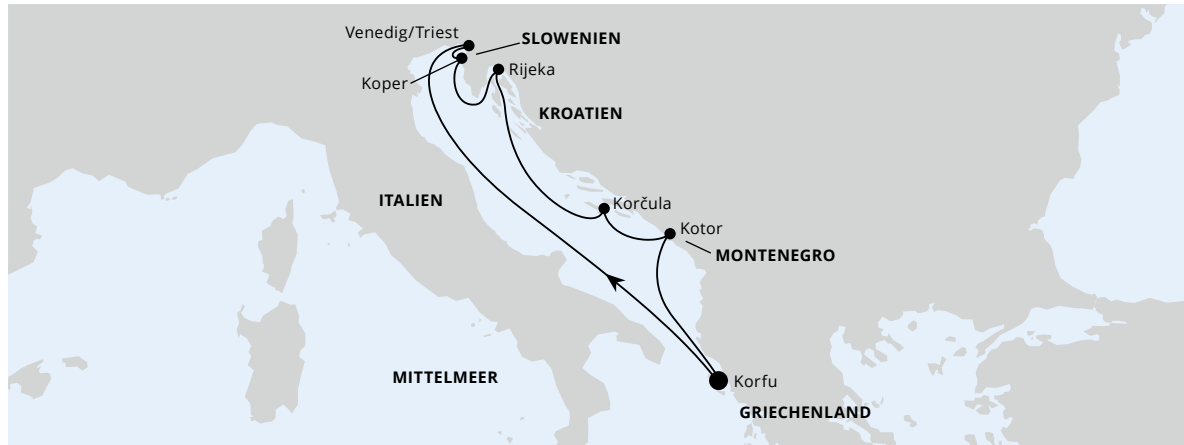 Venedig/Triest
SLOWENIEN
Koper
Rijeka
KROATIEN
ITALIEN
Korčula
Kotor
MONTENEGRO
MITTELMEER
Korfu
GRIECHENLAND